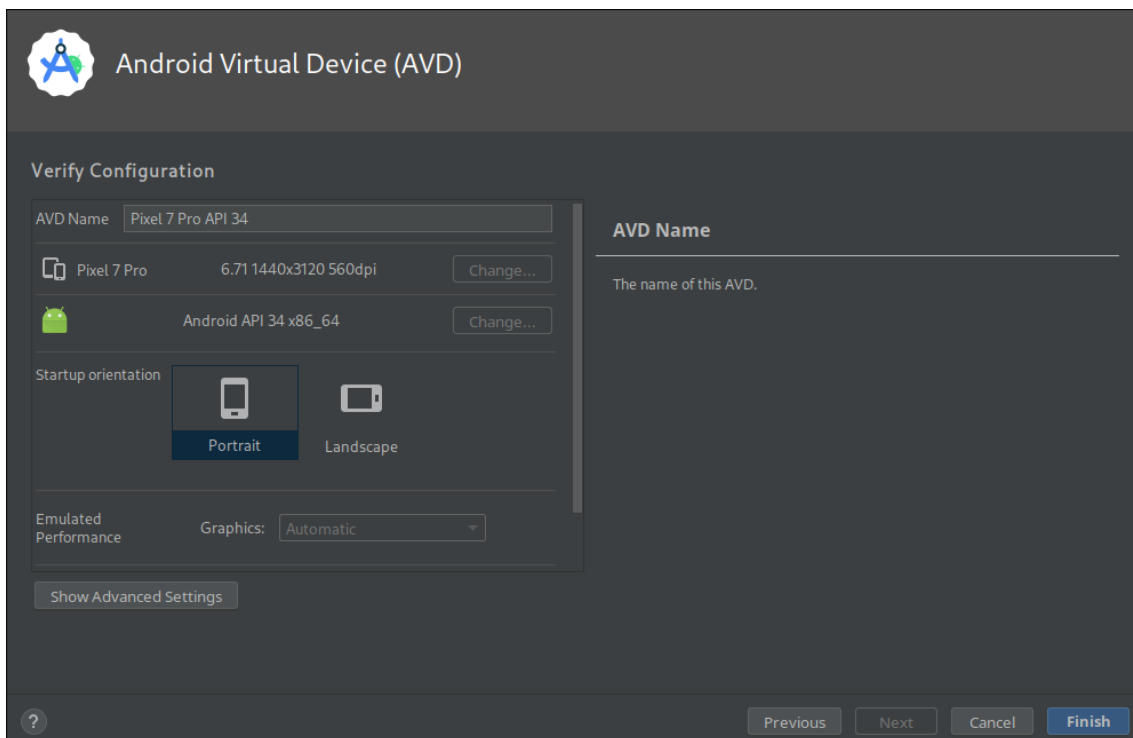 Android Virtual Device (AVD)
Verify Configuration
AVD Name
Pixel 7 Pro API 34
Pixel 7 Pro
6.71 1440x3120 560dpi
Change...
Android API 34 x86_64
Change...
Startup orientation
Portrait
Landscape
Emulated
Performance
Graphics:
Automatic
Show Advanced Settings
AVD Name
The name of this AVD.
?
Previous
Next
Cancel
Finish